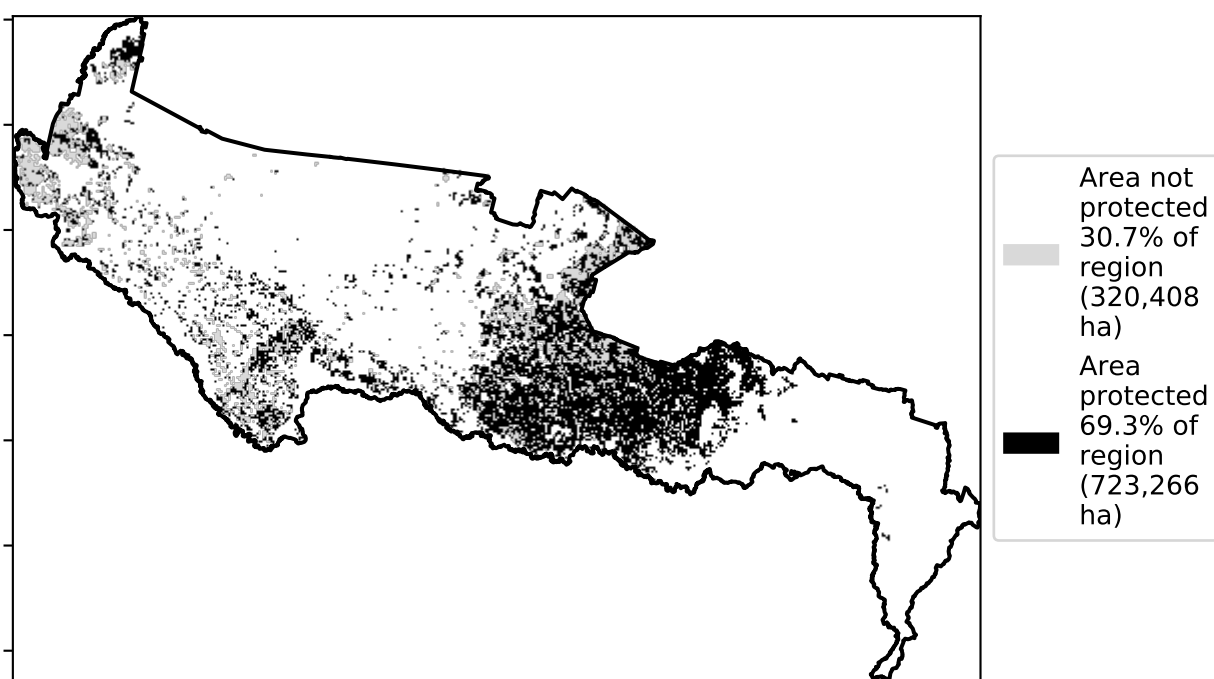 Area not
protected
30.7% of
region
(320,408
ha)
Area
protected
69.3% of
region
(723,266
ha)